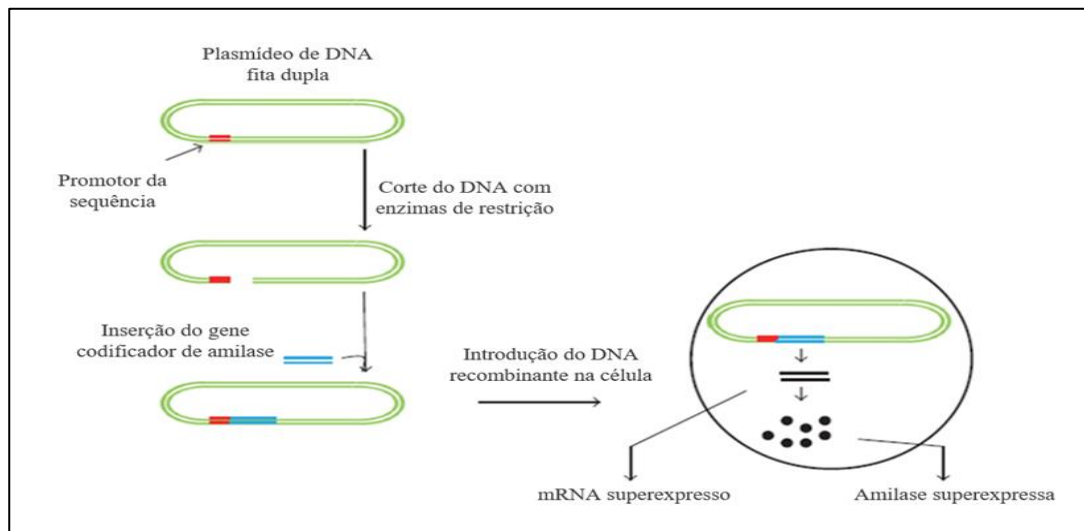 Plasmídeo de DNA
fita dupla
Promotor da
sequência
Corte do DNA com
enzimas de restrição
Inserção do gene
codificador de amilase
Introdução do DNA
recombinante na célula
mRNA superexpresso
Amilase superexpressa